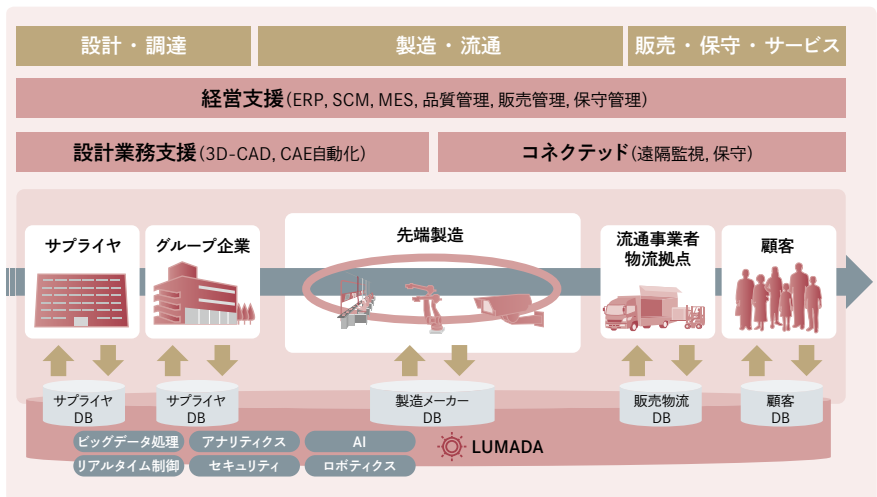 設計・調達
製造・流通
販売・保守・サービス
経営支援(ERP, SCM, MES, 品質管理, 販売管理, 保守管理)
設計業務支援(3D-CAD, CAE自動化)
コネクテッド(遠隔監視, 保守)
サプライヤ
グループ企業
先端製造
流通事業者
物流拠点
顧客
サプライヤ
DB
サプライヤ
DB
製造メーカー
DB
販売物流
DB
顧客
DB
ビッグデータ処理
アナリティクス
AI
リアルタイム制御
セキュリティ
ロボティクス
LUMADA